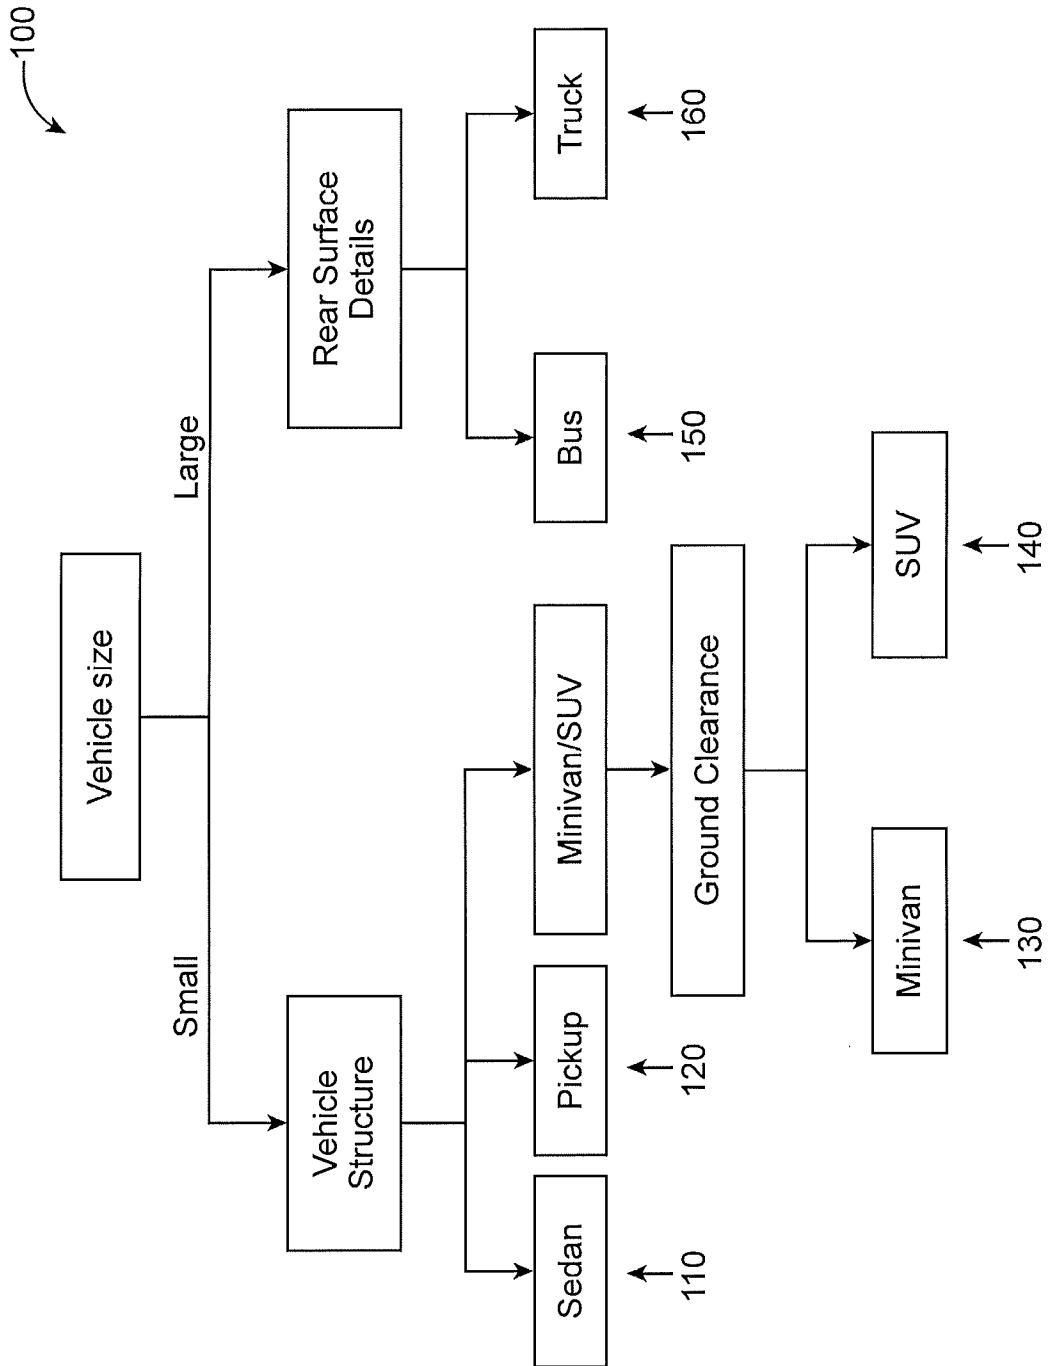 100
Vehicle size
Small
Large
Vehicle
Structure
Rear Surface
Details
Sedan
Pickup
Minivan/SUV
Bus
Truck
110
120
150
160
Ground Clearance
Minivan
SUV
130
140